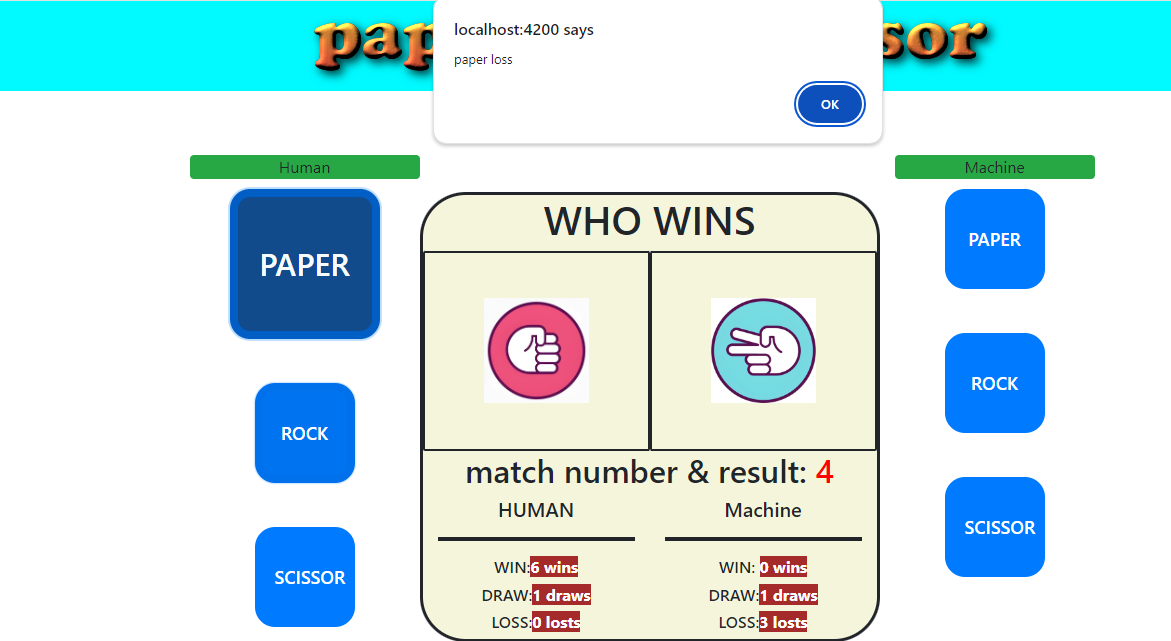 pap
sor
localhost:4200 says
paper loss
OK
Human
Machine
WHO WINS
PAPER
ROCK
SCISSOR
PAPER
ROCK
SCISSOR
match number & result: 4
HUMAN
Machine
WIN:6 wins
DRAW:1 draws
LOSS:0 losts
WIN: 0 wins
DRAW:1 draws
LOSS:3 losts